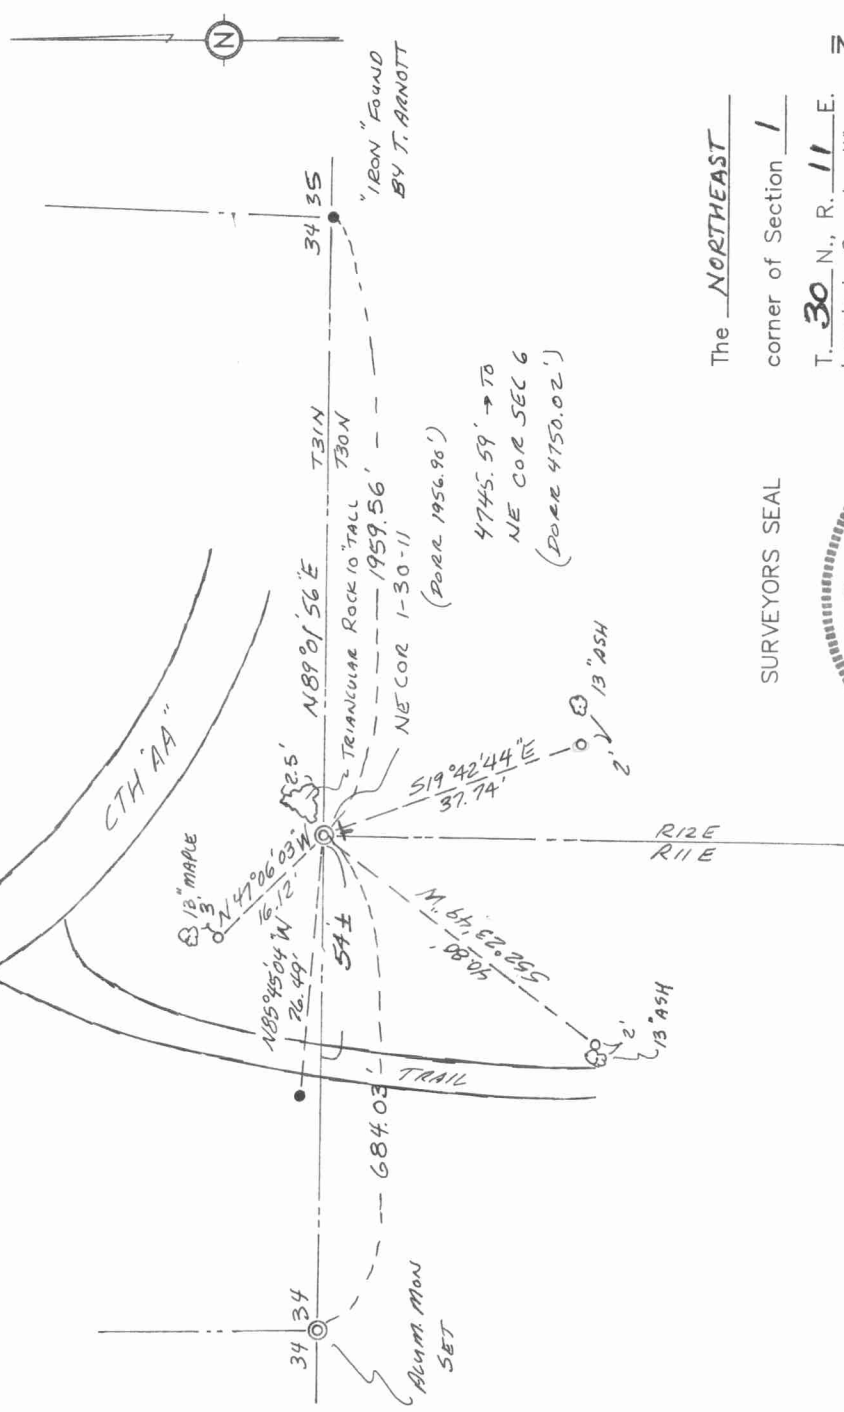 N
"IRON" FOUND
BY T. ARNOTT
34 35
T31N
T30N
N89°01'56"E
1959.56'
(DORR 1956.90')
TRIANGULAR ROCK 10" TALL
2.5'
NE COR 1-30-11
4745.59' → TO
NE COR SEC 6
(DORR 4750.02')
CTH "AA"
13" MAPLE
3'
N47°06'03"W
16.12'
N85°45'04"W
26.49'
54±
S19°42'44"E
37.74'
2'
13" ASH
S52°23'49"W
40.80'
2'
13" ASH
R12E
R11E
TRAIL
684.03'
34 34
ALUM. MON
SET
The NORTHEAST
corner of Section 1
T. 30 N., R. 11 E.
SURVEYORS SEAL